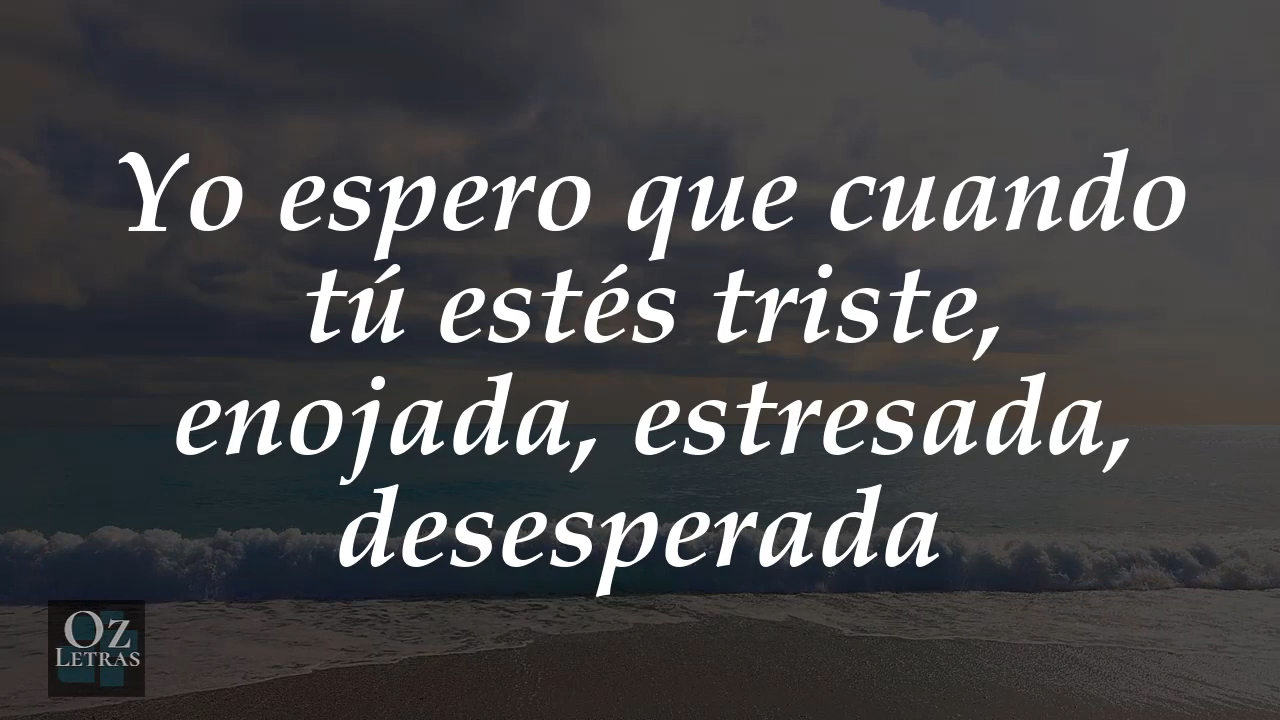 Yo espero que cuando
tú estés triste,
enojada, estresada,
desesperada
Oz
Letras